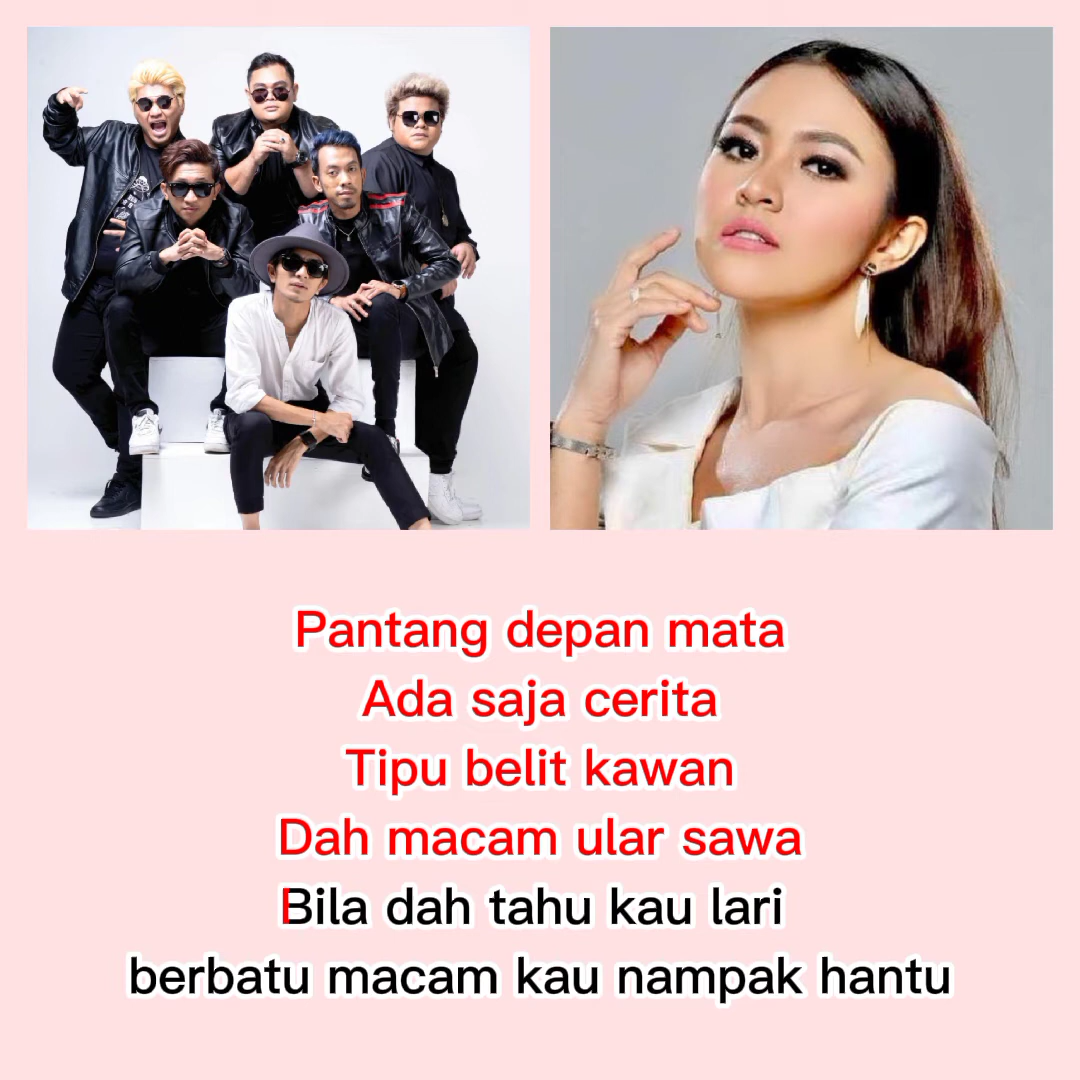 Pantang depan mata
Ada saja cerita
Tipu belit kawan
Dah macam ular sawa
Bila dah tahu kau lari
berbatu macam kau nampak hantu